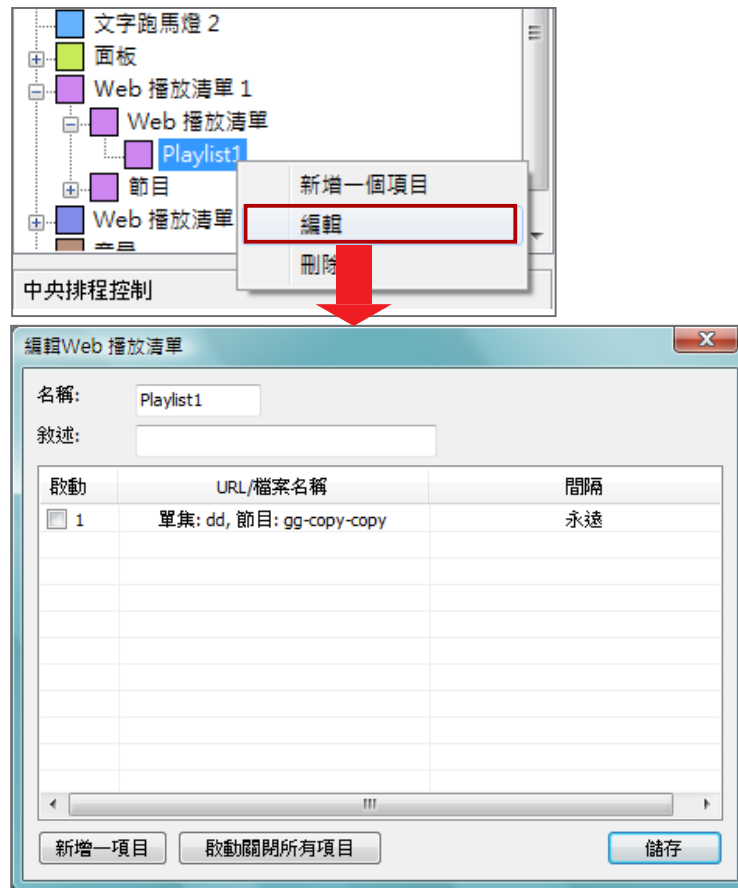 文字跑馬燈 2
面板
Web 播放清單 1
Web 播放清單
Playlist1
節目
新增一個項目
Web 播放清單
編輯
音量
刪除
中央排程控制
編輯Web 播放清單
名稱:
Playlist1
敘述:
啟動 URL/檔案名稱 間隔
1 單集: dd, 節目: gg-copy-copy 永遠
新增一項目 啟動關閉所有項目 儲存